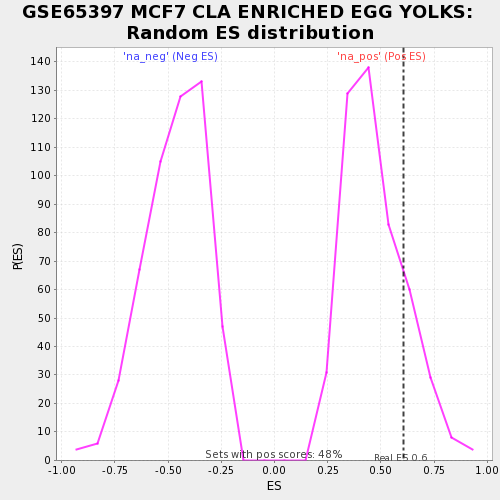 GSE65397 MCF7 CLA ENRICHED EGG YOLKS:
Random ES distribution
'na_neg' (Neg ES)
'na_pos' (Pos ES)
140
130
120
110
100
90
80
70
60
50
40
30
20
10
0
P(ES)
Sets with pos scores: 48%
Real ES 0.6
-1.00 -0.75 -0.50 -0.25 0.00 0.25 0.50 0.75 1.00
ES